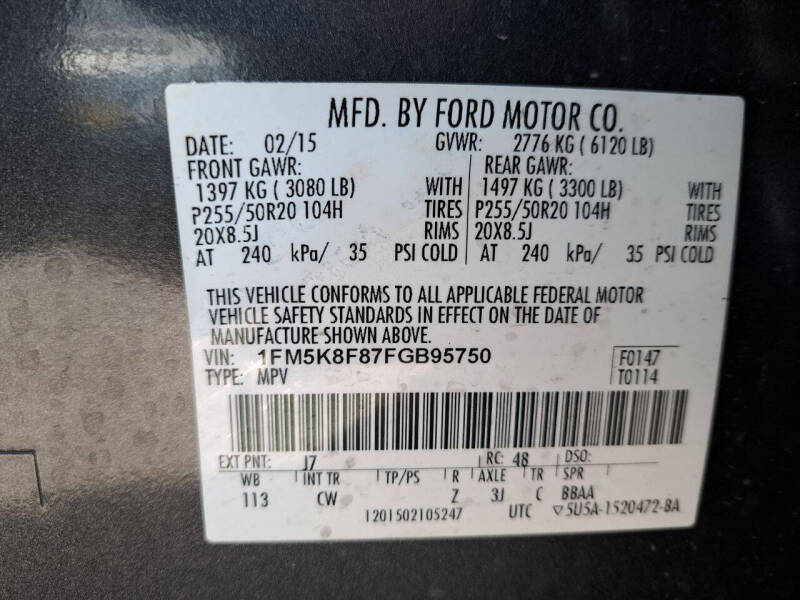 MFD. BY FORD MOTOR CO.
DATE: 02/15 GVWR: 2776 KG ( 6120 LB)
FRONT GAWR: REAR GAWR:
1397 KG ( 3080 LB) WITH 1497 KG ( 3300 LB) WITH
P255/50R20 104H TIRES P255/50R20 104H TIRES
20X8.5J RIMS 20X8.5J RIMS
AT 240 kPa/ 35 PSI COLD AT 240 kPa/ 35 PSI COLD
THIS VEHICLE CONFORMS TO ALL APPLICABLE FEDERAL MOTOR
VEHICLE SAFETY STANDARDS IN EFFECT ON THE DATE OF
MANUFACTURE SHOWN ABOVE.
VIN: 1FM5K8F87FGB95750 F0147
TYPE: MPV T0114
EXT PNT: J7 RC: 48 DSO:
WB INT TR TP/PS R AXLE TR SPR
113 CW Z 3J C BBAA
1201502105247 UTC ▽5U5A-1520472-BA